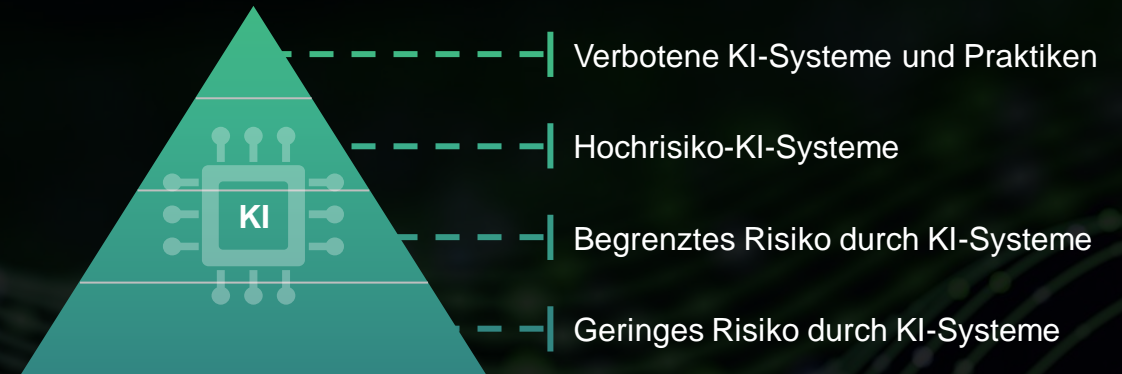 Verbotene KI-Systeme und Praktiken
Hochrisiko-KI-Systeme
KI
Begrenztes Risiko durch KI-Systeme
Geringes Risiko durch KI-Systeme